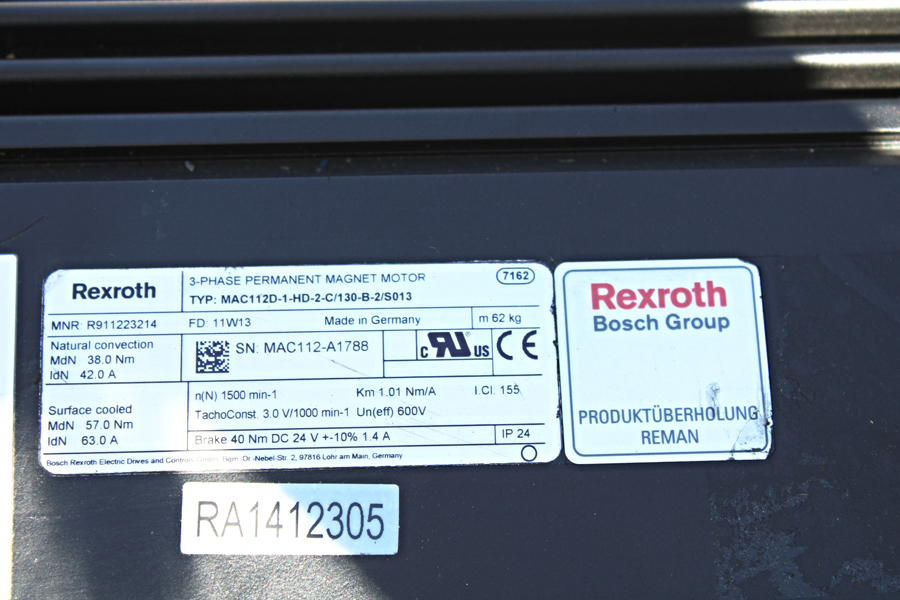 Rexroth
3-PHASE PERMANENT MAGNET MOTOR
7162
TYP: MAC112D-1-HD-2-C/130-B-2/S013
MNR: R911223214
FD: 11W13
Made in Germany
m 62 kg
Natural convection
MdN 38.0 Nm
IdN 42.0 A
SN: MAC112-A1788
c RU US
CE
Surface cooled
MdN 57.0 Nm
IdN 63.0 A
n(N) 1500 min-1
Km 1.01 Nm/A
I.Cl. 155
TachoConst. 3.0 V/1000 min-1 Un(eff) 600V
Brake 40 Nm DC 24 V +-10% 1.4 A
IP 24
Bosch Rexroth Electric Drives and Controls GmbH, Bgm.-Dr.-Nebel-Str. 2, 97816 Lohr am Main, Germany
Rexroth
Bosch Group
PRODUKTÜBERHOLUNG
REMAN
RA1412305